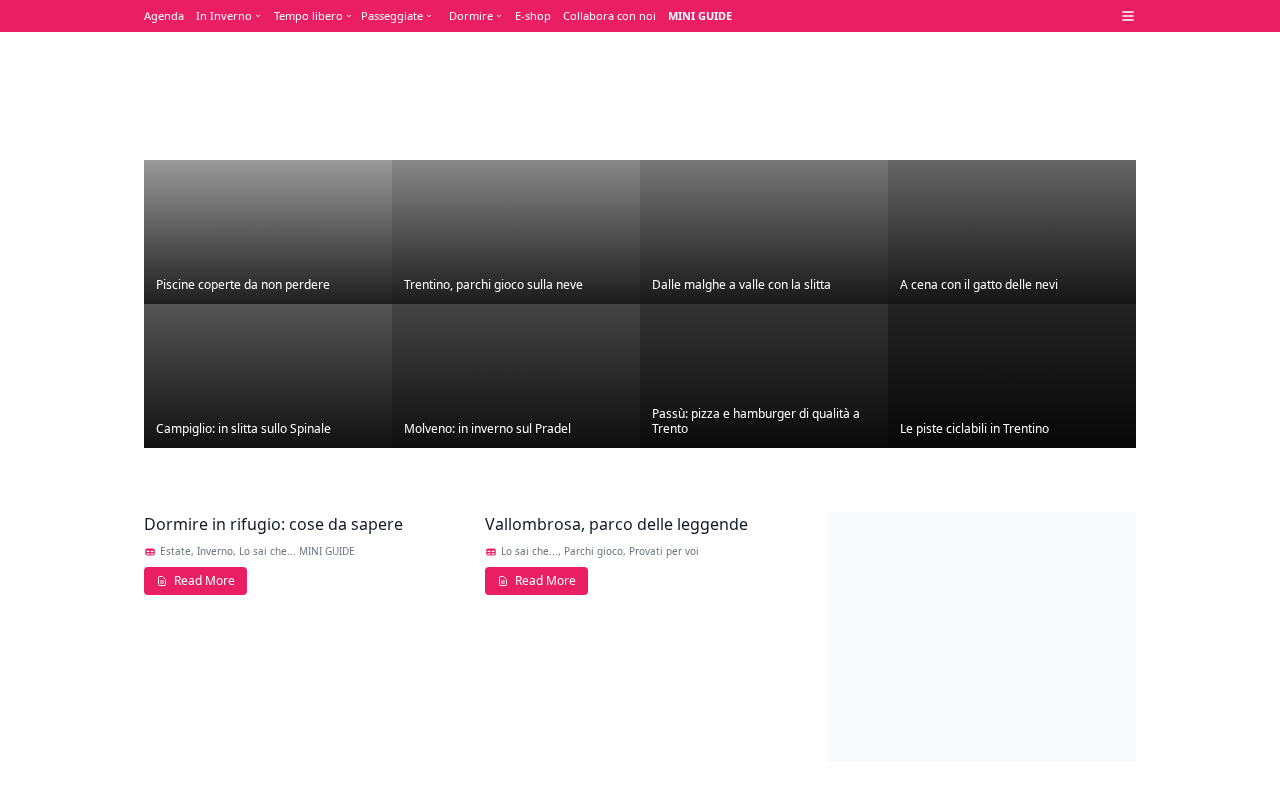 Agenda In Inverno Tempo libero Passeggiate Dormire E-shop Collabora con noi MINI GUIDE
Piscine coperte da non perdere
Trentino, parchi gioco sulla neve
Dalle malghe a valle con la slitta
A cena con il gatto delle nevi
Campiglio: in slitta sullo Spinale
Molveno: in inverno sul Pradel
Passù: pizza e hamburger di qualità a
Trento
Le piste ciclabili in Trentino
Dormire in rifugio: cose da sapere
Estate, Inverno, Lo sai che... MINI GUIDE
Read More
Vallombrosa, parco delle leggende
Lo sai che..., Parchi gioco, Provati per voi
Read More